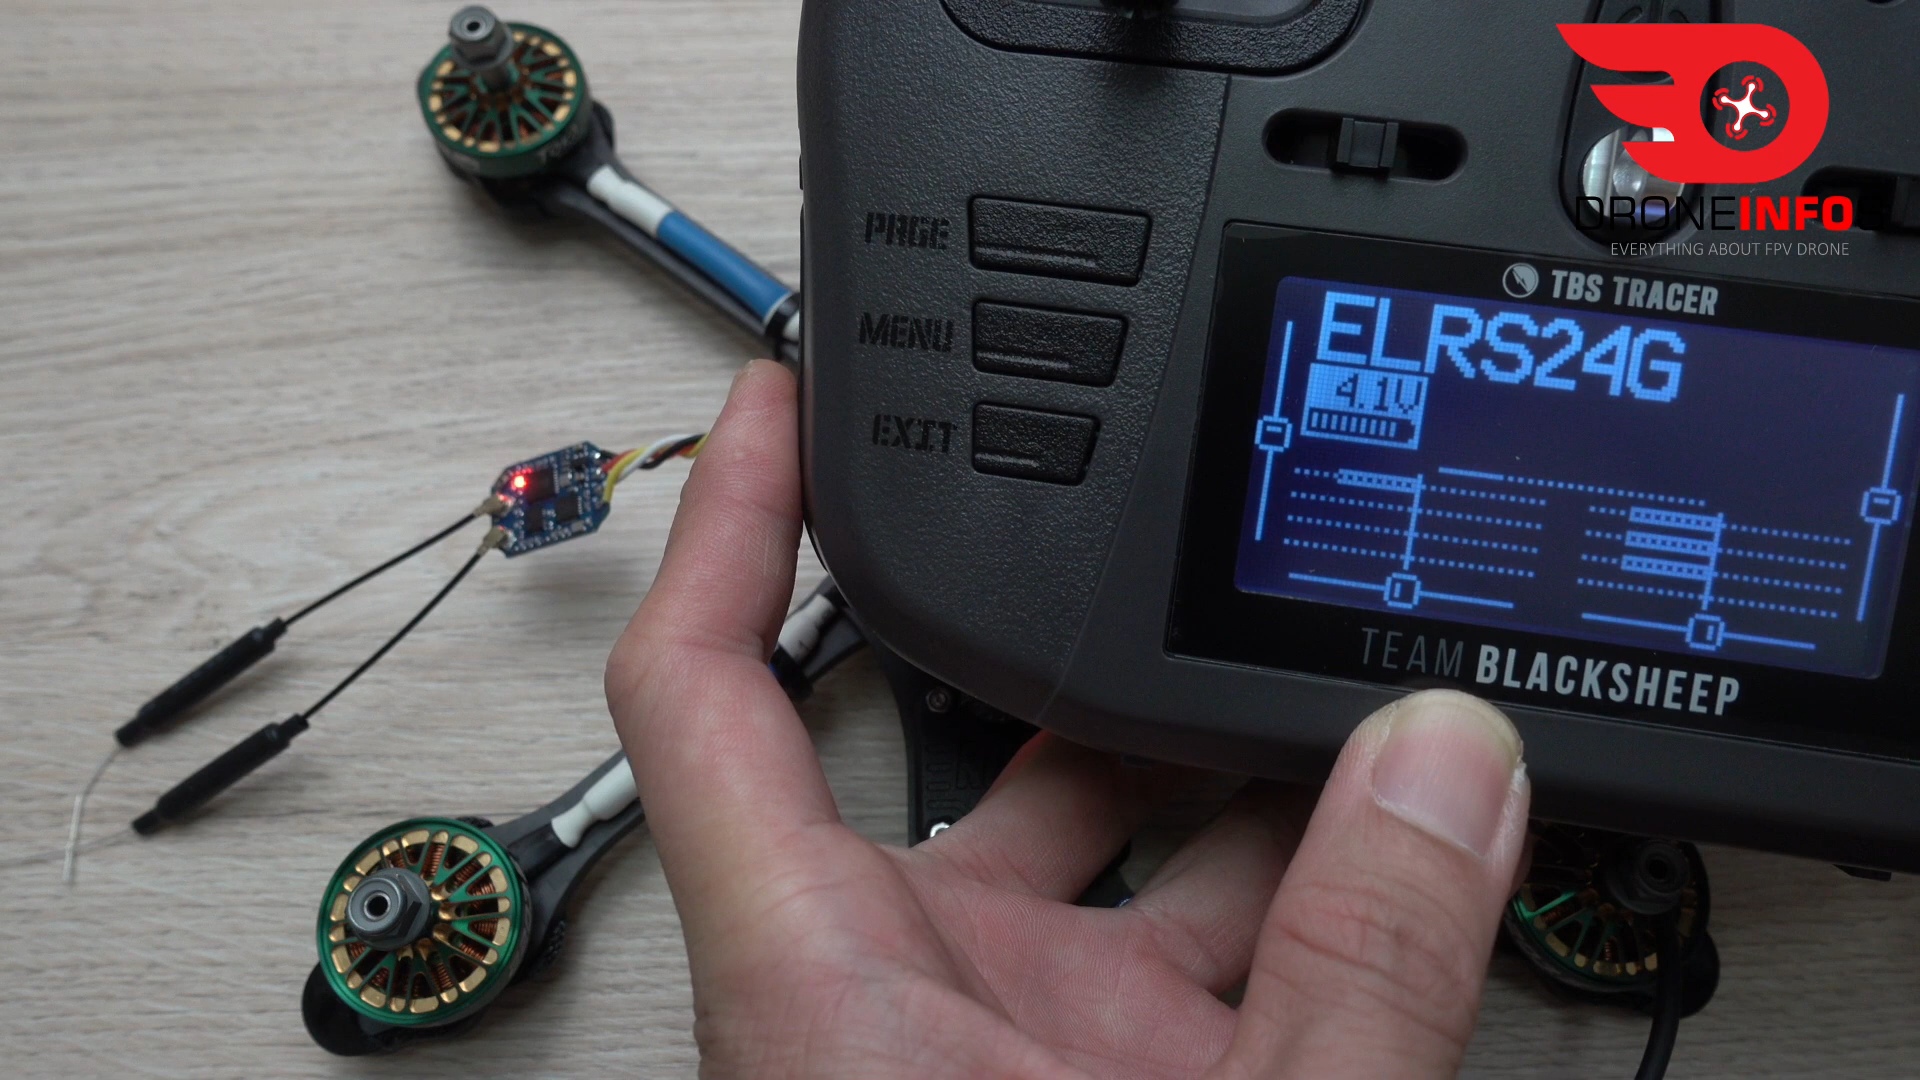 DRONEINFO
EVERYTHING ABOUT FPV DRONE
PAGE
MENU
EXIT
TBS TRACER
ELRS24G
4.1V
TEAM BLACKSHEEP